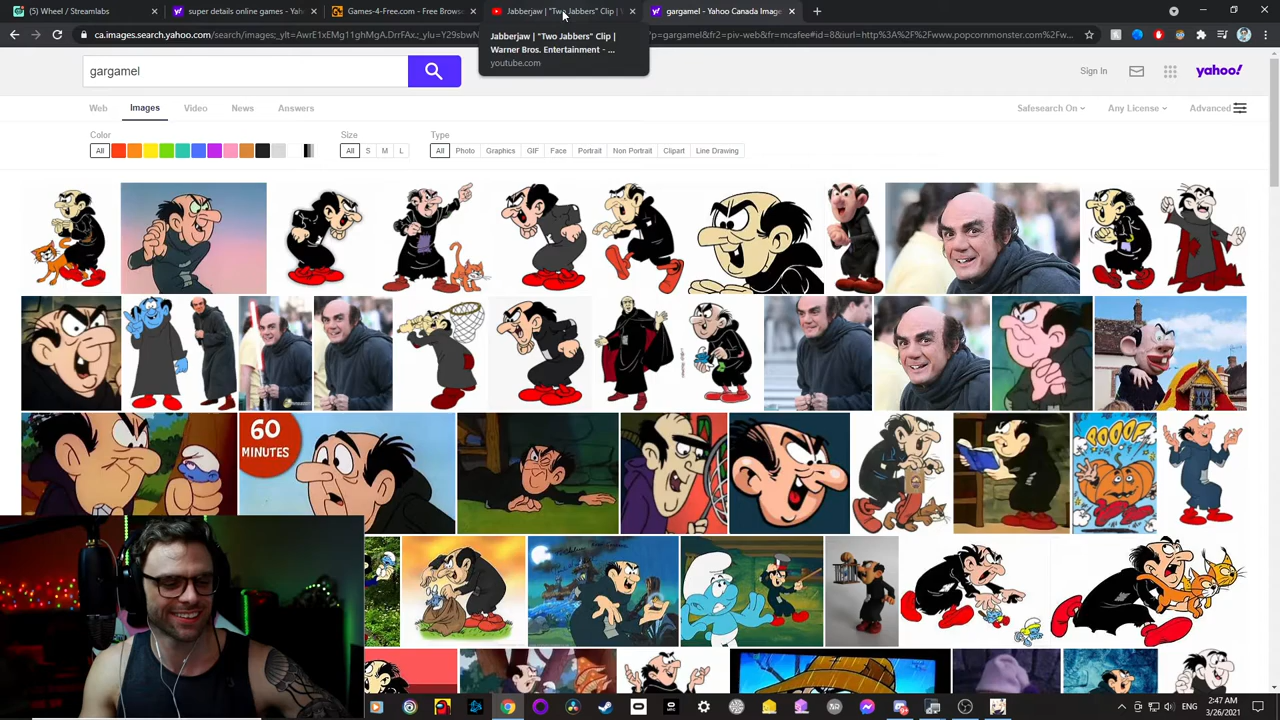 (5) Wheel / Streamlabs
super details online games - Yah
Games-4-Free.com - Free Browse
Jabberjaw | "Two Jabbers" Clip |
gargamel - Yahoo Canada Image
Jabberjaw | "Two Jabbers" Clip |
Warner Bros. Entertainment - ...
youtube.com
gargamel
Sign In
yahoo!
Web
Images
Video
News
Answers
Safesearch On
Any License
Advanced
Color
Size
Type
All
All
S
M
L
All
Photo
Graphics
GIF
Face
Portrait
Non Portrait
Clipart
Line Drawing
60
MINUTES
ENG
2:47 AM
3/26/2021